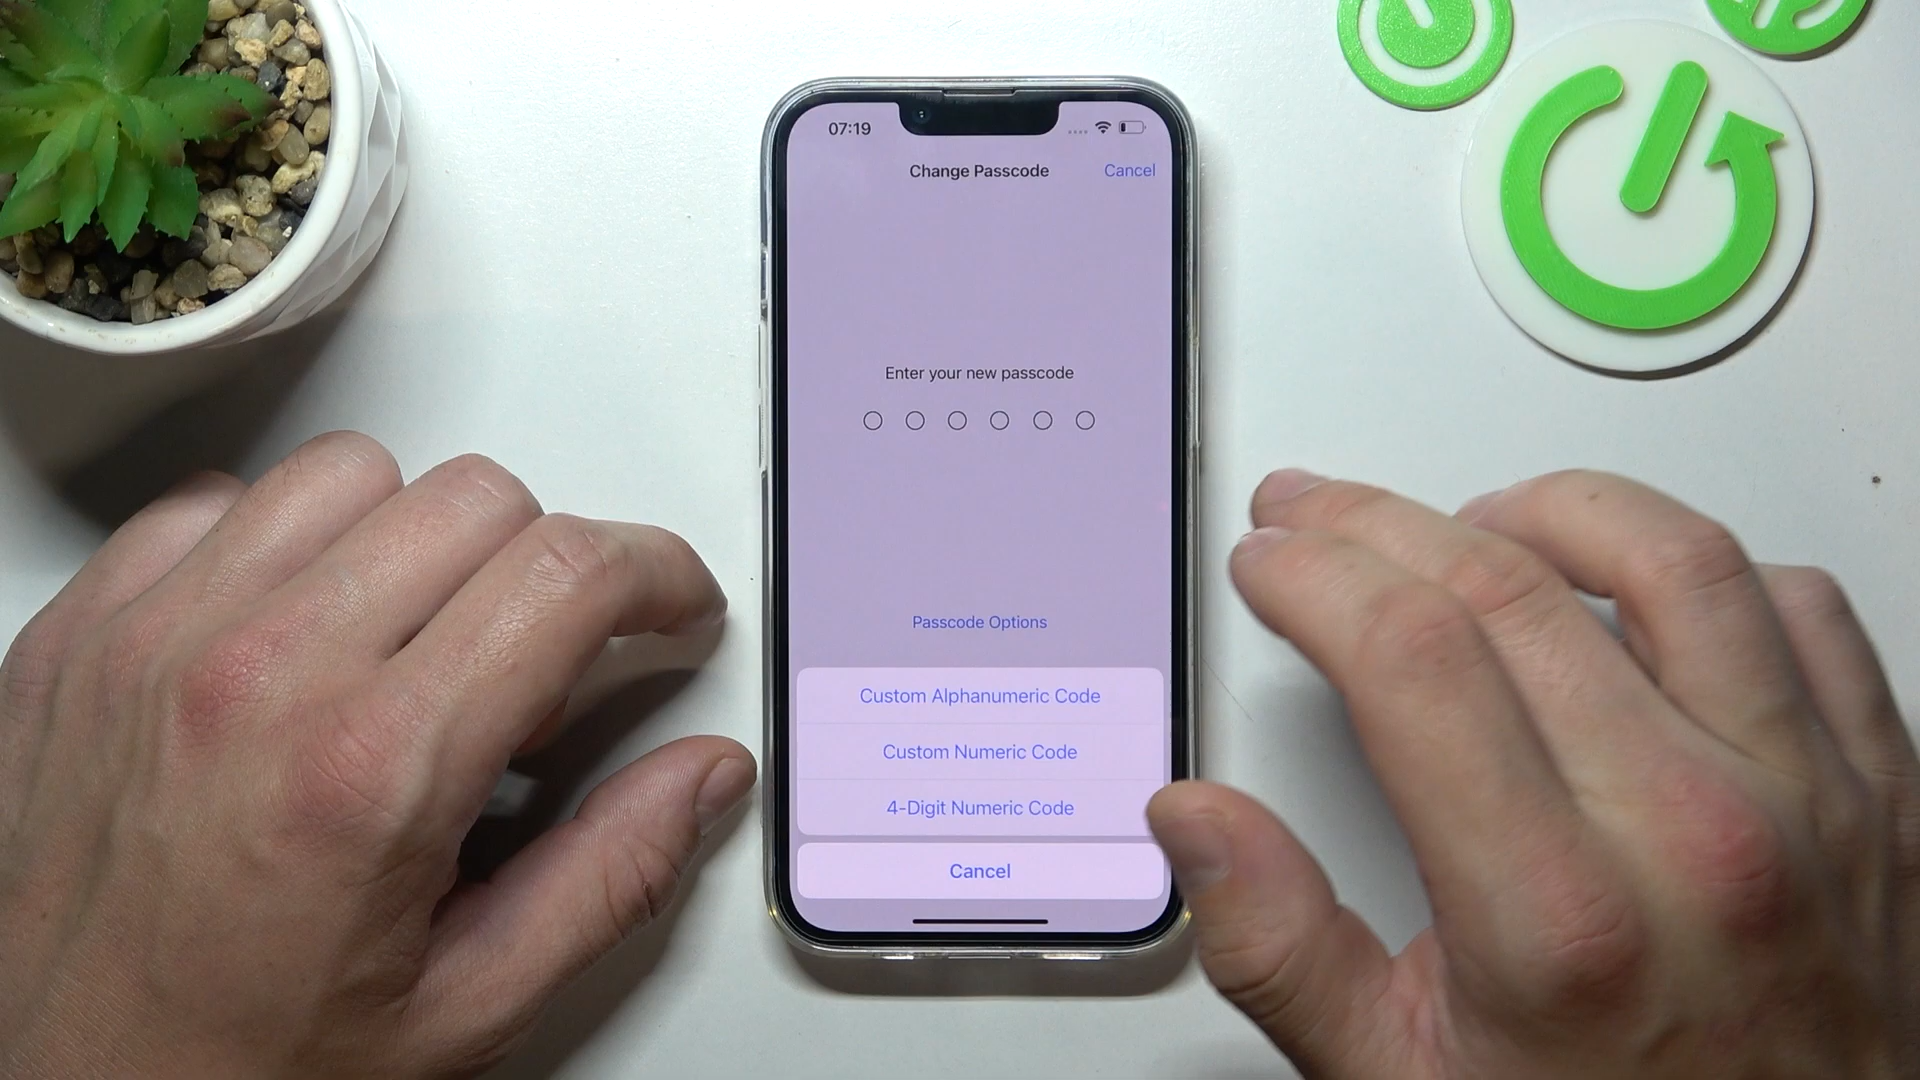 07:19
Change Passcode
Cancel
Enter your new passcode
Passcode Options
Custom Alphanumeric Code
Custom Numeric Code
4-Digit Numeric Code
Cancel